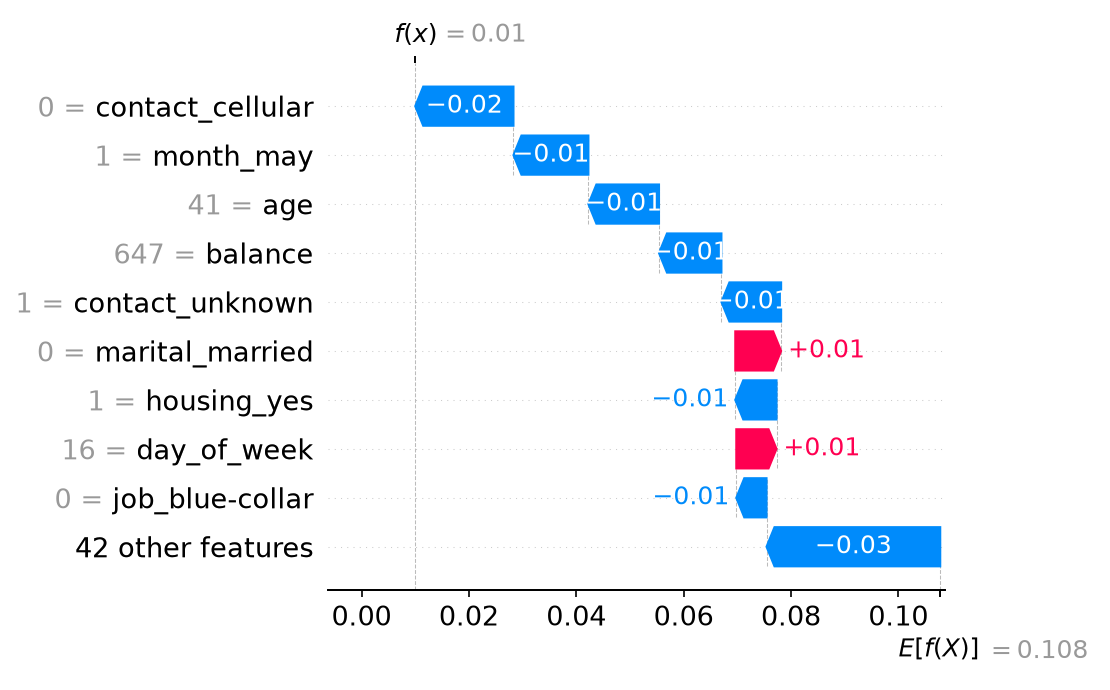 f(x) = 0.01
0 = contact_cellular −0.02
1 = month_may −0.01
41 = age −0.01
647 = balance −0.01
1 = contact_unknown −0.01
0 = marital_married +0.01
1 = housing_yes −0.01
16 = day_of_week +0.01
0 = job_blue-collar −0.01
42 other features −0.03
0.00 0.02 0.04 0.06 0.08 0.10
E[f(X)] = 0.108